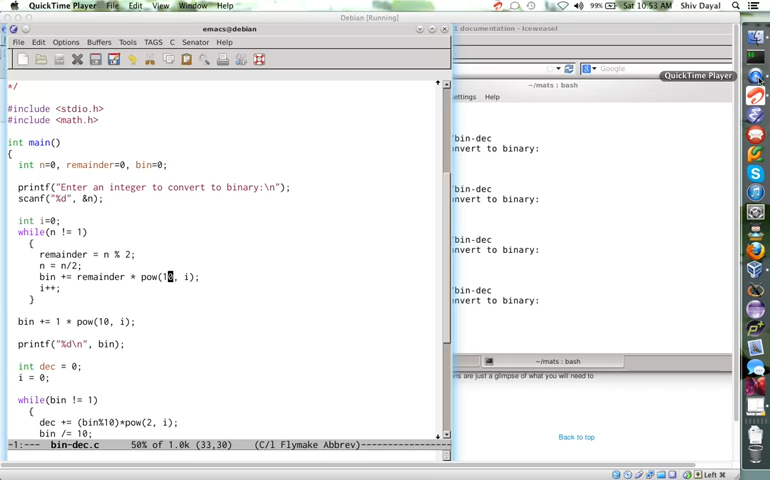 QuickTime Player File Edit View Window Help 99% Sat 10:53 AM Shiv Dayal
Debian [Running]
emacs@debian
1 documentation - Iceweasel
File Edit Options Buffers Tools TAGS C Senator Help
Google
QuickTime Player
~/mats : bash
ettings Help
*/
#include <stdio.h>
#include <math.h>
int main()
{
int n=0, remainder=0, bin=0;
printf("Enter an integer to convert to binary:\n");
scanf("%d", &n);
int i=0;
while(n != 1)
{
remainder = n % 2;
n = n/2;
bin += remainder * pow(10, i);
i++;
}
bin += 1 * pow(10, i);
printf("%d\n", bin);
int dec = 0;
i = 0;
while(bin != 1)
{
dec += (bin%10)*pow(2, i);
bin /= 10;
-1:--- bin-dec.c 50% of 1.0k (33,30) (C/l Flymake Abbrev)
/bin-dec
onvert to binary:
/bin-dec
onvert to binary:
/bin-dec
onvert to binary:
/bin-dec
onvert to binary:
~/mats : bash
ns are just a glimpse of what you will need to
Back to top
Left ⌘